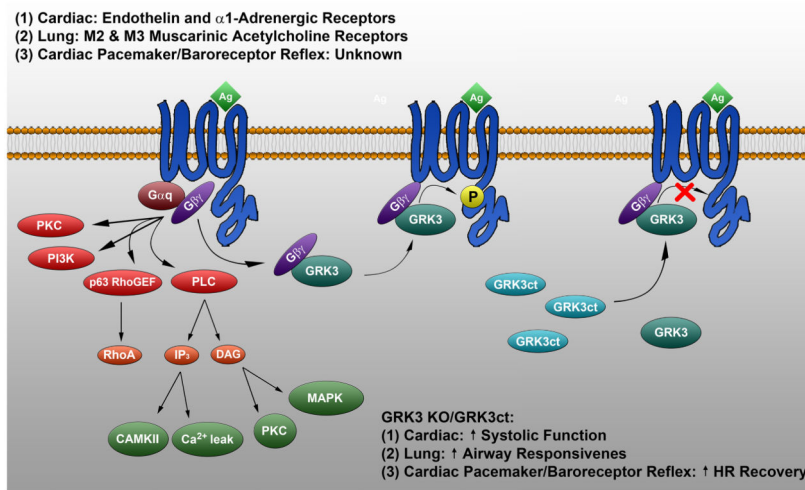 (1) Cardiac: Endothelin and α1-Adrenergic Receptors
(2) Lung: M2 & M3 Muscarinic Acetylcholine Receptors
(3) Cardiac Pacemaker/Baroreceptor Reflex: Unknown
Ag
Ag
Ag
Ag
Ag
Gαq
Gβγ
Gβγ
P
GRK3
Gβγ
GRK3
PKC
PI3K
p63 RhoGEF
PLC
Gβγ
GRK3
GRK3ct
GRK3ct
GRK3ct
GRK3
RhoA
IP₃
DAG
MAPK
CAMKII
Ca²⁺ leak
PKC
GRK3 KO/GRK3ct:
(1) Cardiac: ↑ Systolic Function
(2) Lung: ↑ Airway Responsivenes
(3) Cardiac Pacemaker/Baroreceptor Reflex: ↑ HR Recovery